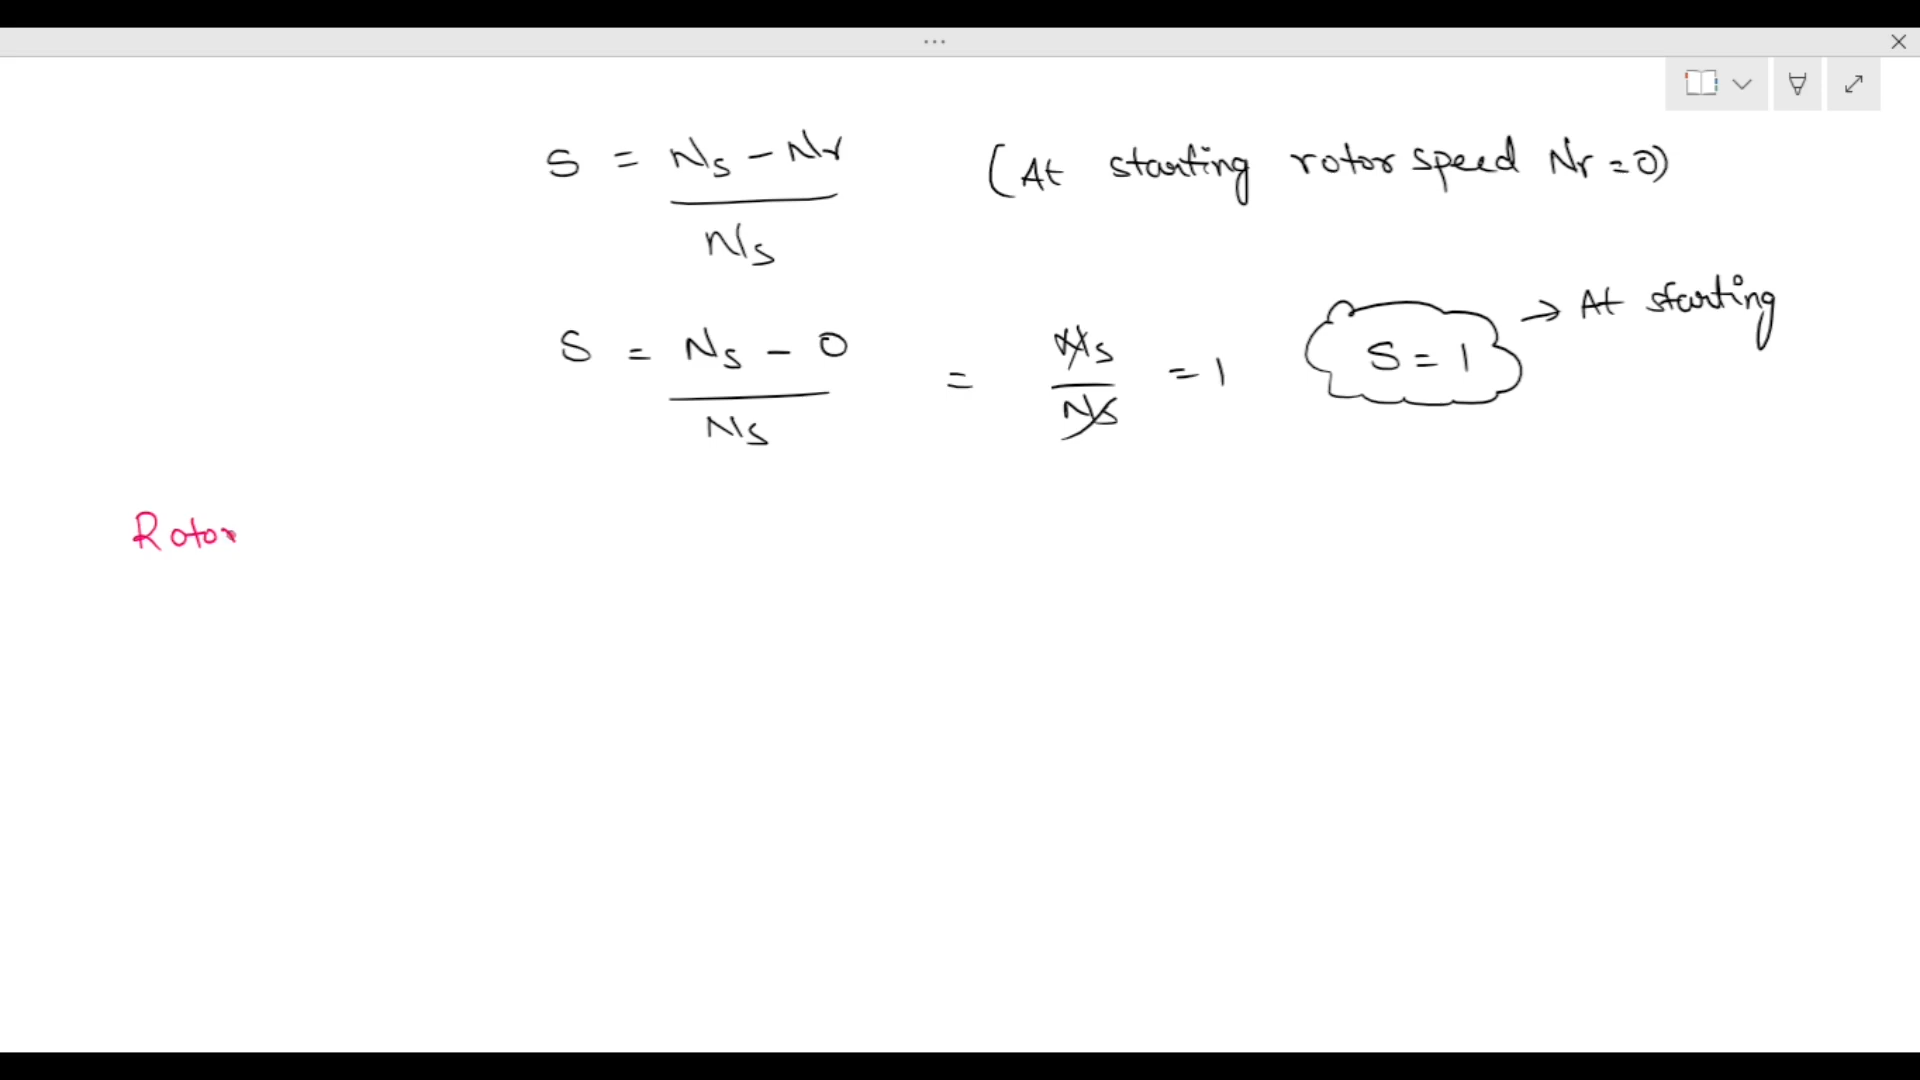 S = Ns - Nr / Ns (At starting rotor speed Nr = 0)
S = Ns - 0 / Ns = Ns / Ns = 1 S = 1 → At starting
Rotor